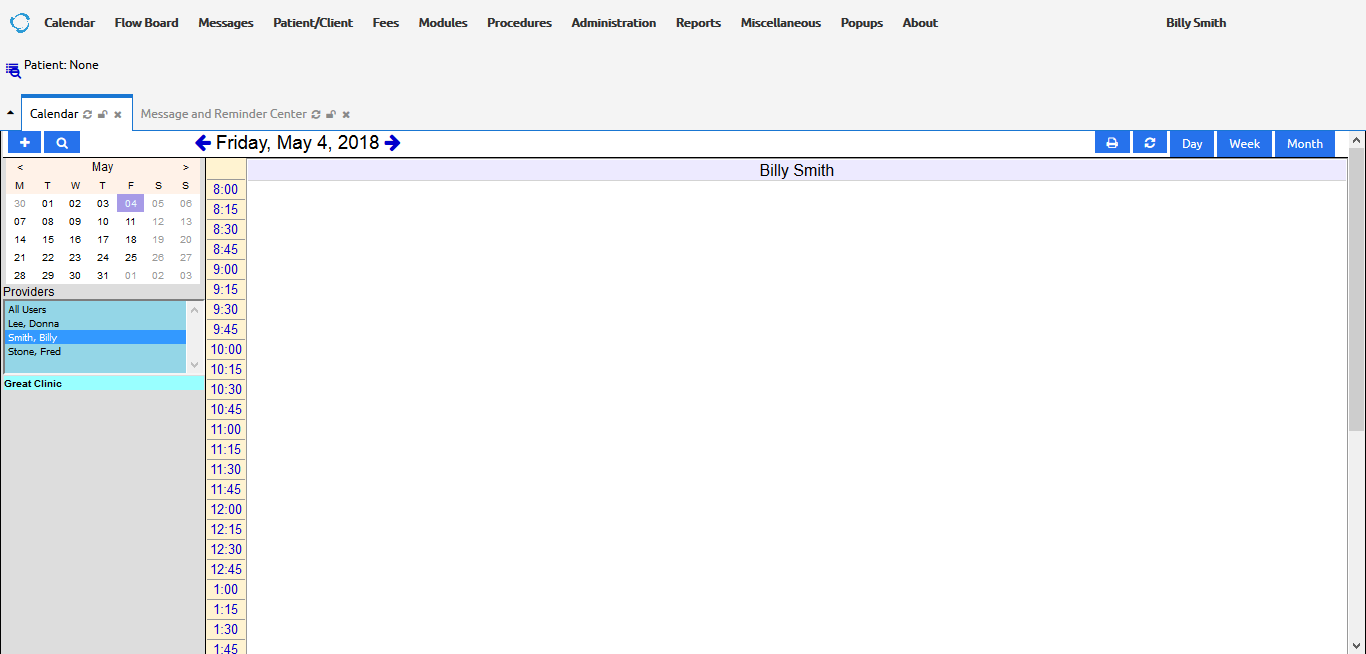 Calendar Flow Board Messages Patient/Client Fees Modules Procedures Administration Reports Miscellaneous Popups About Billy Smith
Patient: None
Calendar Message and Reminder Center
Friday, May 4, 2018 Day Week Month
< May >
M T W T F S S
30 01 02 03 04 05 06
07 08 09 10 11 12 13
14 15 16 17 18 19 20
21 22 23 24 25 26 27
28 29 30 31 01 02 03
Providers
All Users
Lee, Donna
Smith, Billy
Stone, Fred
Great Clinic
Billy Smith
8:00
8:15
8:30
8:45
9:00
9:15
9:30
9:45
10:00
10:15
10:30
10:45
11:00
11:15
11:30
11:45
12:00
12:15
12:30
12:45
1:00
1:15
1:30
1:45